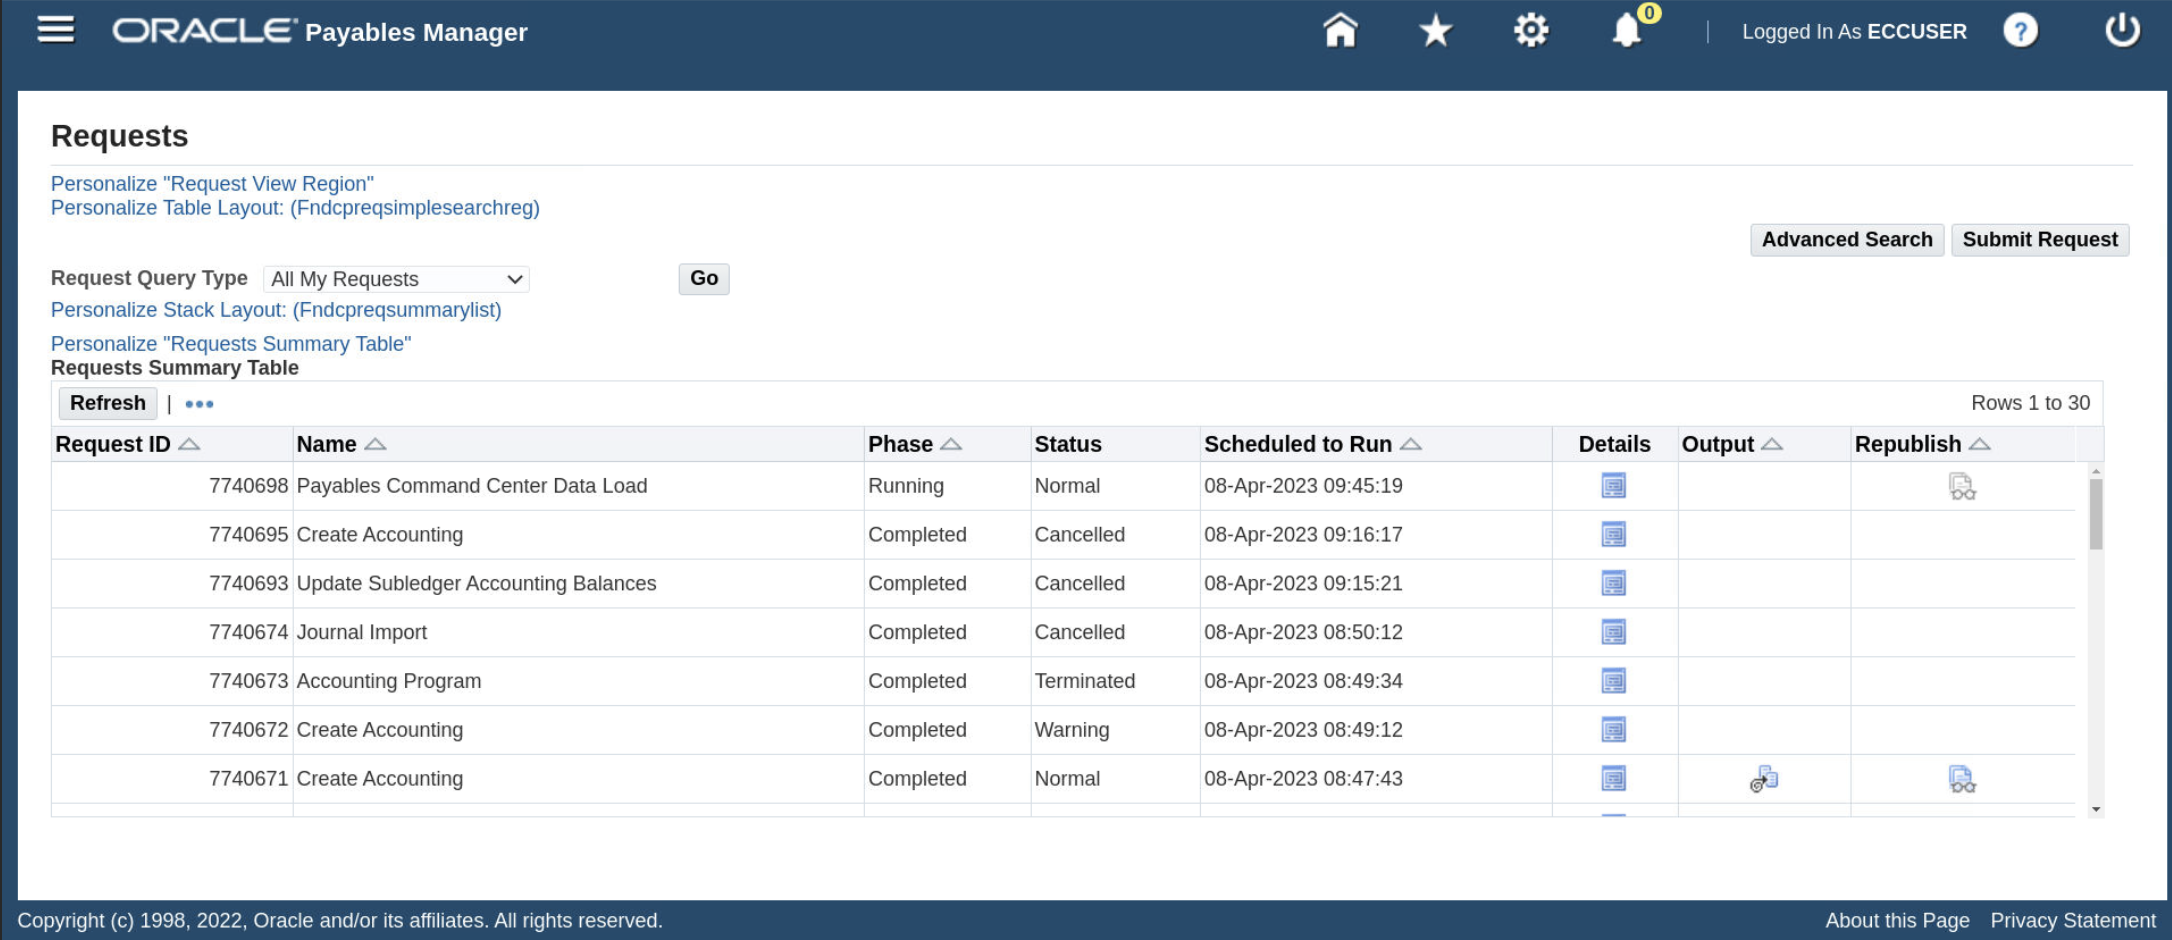 ORACLE Payables Manager
0
Logged In As ECCUSER
?
Requests
Personalize "Request View Region"
Personalize Table Layout: (Fndcpreqsimplesearchreg)
Advanced Search Submit Request
Request Query Type All My Requests Go
Personalize Stack Layout: (Fndcpreqsummarylist)
Personalize "Requests Summary Table"
Requests Summary Table
Refresh | ••• Rows 1 to 30
Request ID Name Phase Status Scheduled to Run Details Output Republish
7740698 Payables Command Center Data Load Running Normal 08-Apr-2023 09:45:19
7740695 Create Accounting Completed Cancelled 08-Apr-2023 09:16:17
7740693 Update Subledger Accounting Balances Completed Cancelled 08-Apr-2023 09:15:21
7740674 Journal Import Completed Cancelled 08-Apr-2023 08:50:12
7740673 Accounting Program Completed Terminated 08-Apr-2023 08:49:34
7740672 Create Accounting Completed Warning 08-Apr-2023 08:49:12
7740671 Create Accounting Completed Normal 08-Apr-2023 08:47:43
Copyright (c) 1998, 2022, Oracle and/or its affiliates. All rights reserved.
About this Page Privacy Statement